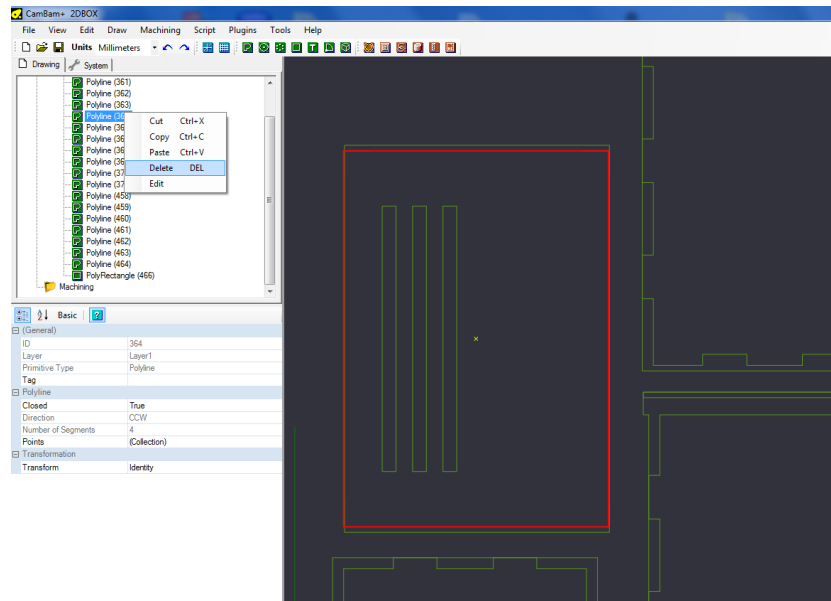 CamBam+ 2DBOX
File View Edit Draw Machining Script Plugins Tools Help
Units Millimeters
Drawing System
Polyline (361)
Polyline (362)
Polyline (363)
Polyline (36
Polyline (36
Polyline (36
Polyline (36
Polyline (36
Polyline (37
Polyline (37
Polyline (458)
Polyline (459)
Polyline (460)
Polyline (461)
Polyline (462)
Polyline (463)
Polyline (464)
PolyRectangle (466)
Machining
Cut Ctrl+X
Copy Ctrl+C
Paste Ctrl+V
Delete DEL
Edit
Basic
(General)
ID 364
Layer Layer1
Primitive Type Polyline
Tag
Polyline
Closed True
Direction CCW
Number of Segments 4
Points (Collection)
Transformation
Transform Identity